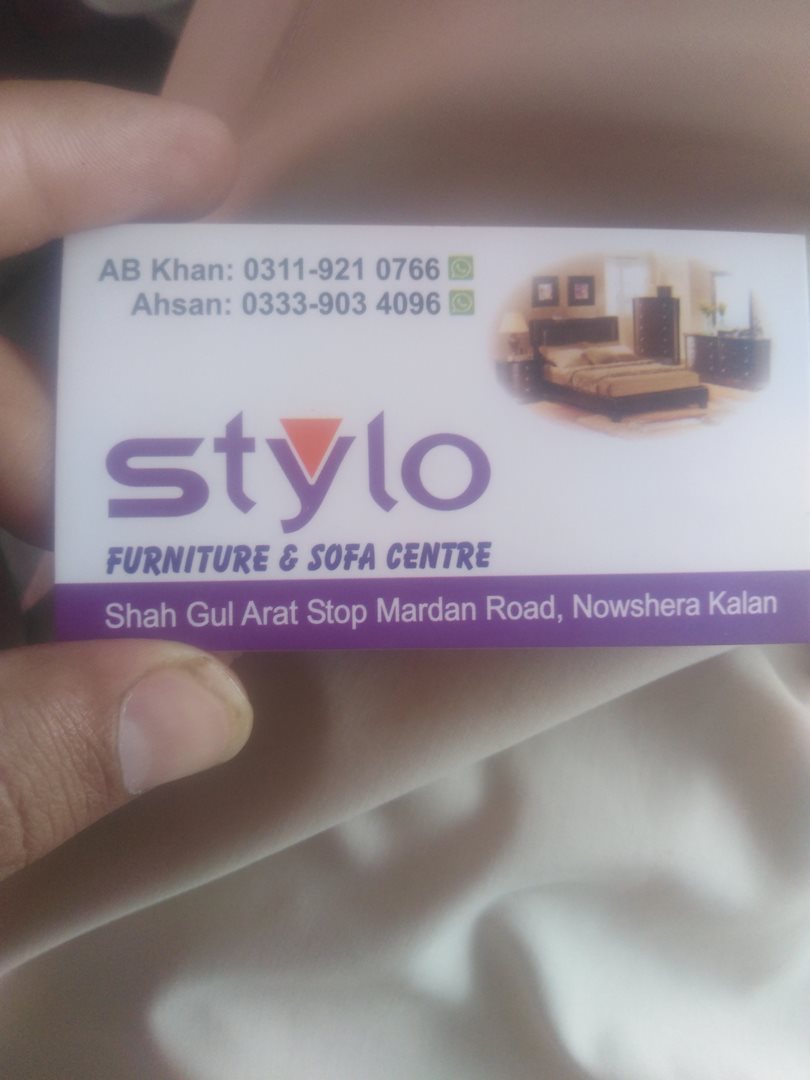 AB Khan: 0311-921 0766
Ahsan: 0333-903 4096
stylo
FURNITURE & SOFA CENTRE
Shah Gul Arat Stop Mardan Road, Nowshera Kalan